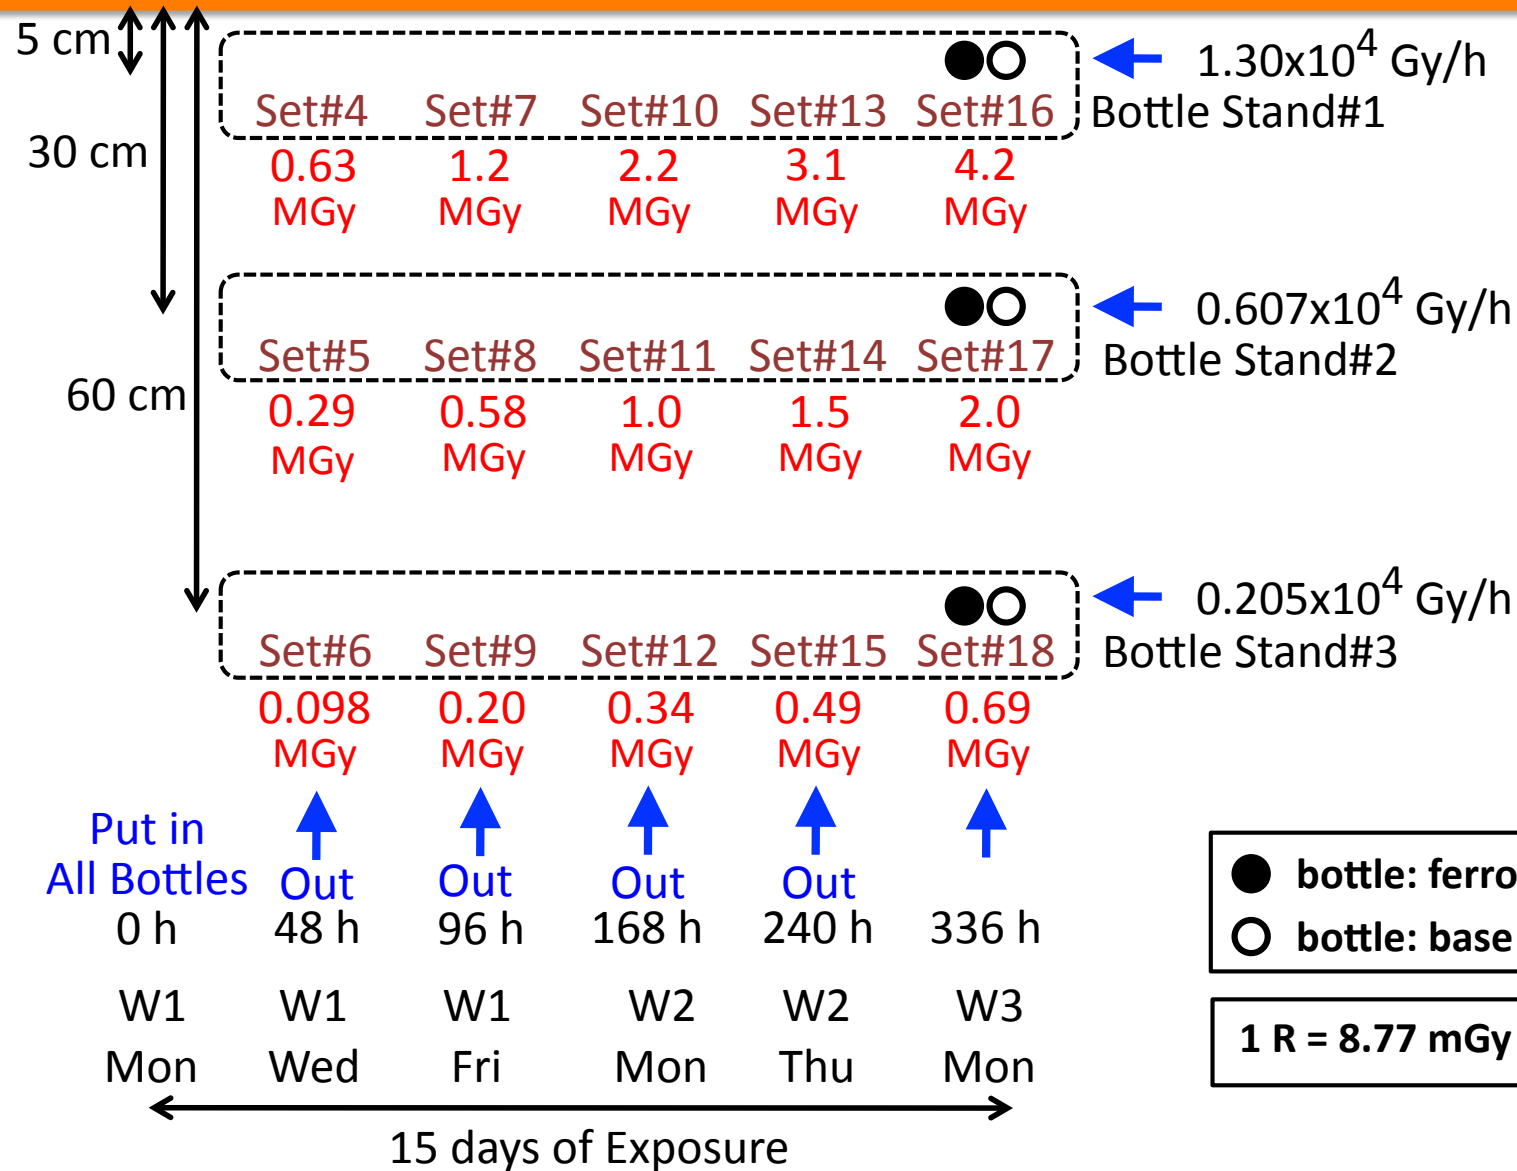 5 cm
1.30x10⁴ Gy/h
Set#4 Set#7 Set#10 Set#13 Set#16
Bottle Stand#1
30 cm
0.63 1.2 2.2 3.1 4.2
MGy MGy MGy MGy MGy
0.607x10⁴ Gy/h
Set#5 Set#8 Set#11 Set#14 Set#17
Bottle Stand#2
60 cm
0.29 0.58 1.0 1.5 2.0
MGy MGy MGy MGy MGy
0.205x10⁴ Gy/h
Set#6 Set#9 Set#12 Set#15 Set#18
Bottle Stand#3
0.098 0.20 0.34 0.49 0.69
MGy MGy MGy MGy MGy
Put in
All Bottles Out Out Out Out
0 h 48 h 96 h 168 h 240 h 336 h
W1 W1 W1 W2 W2 W3
Mon Wed Fri Mon Thu Mon
15 days of Exposure
bottle: ferro
bottle: base
1 R = 8.77 mGy